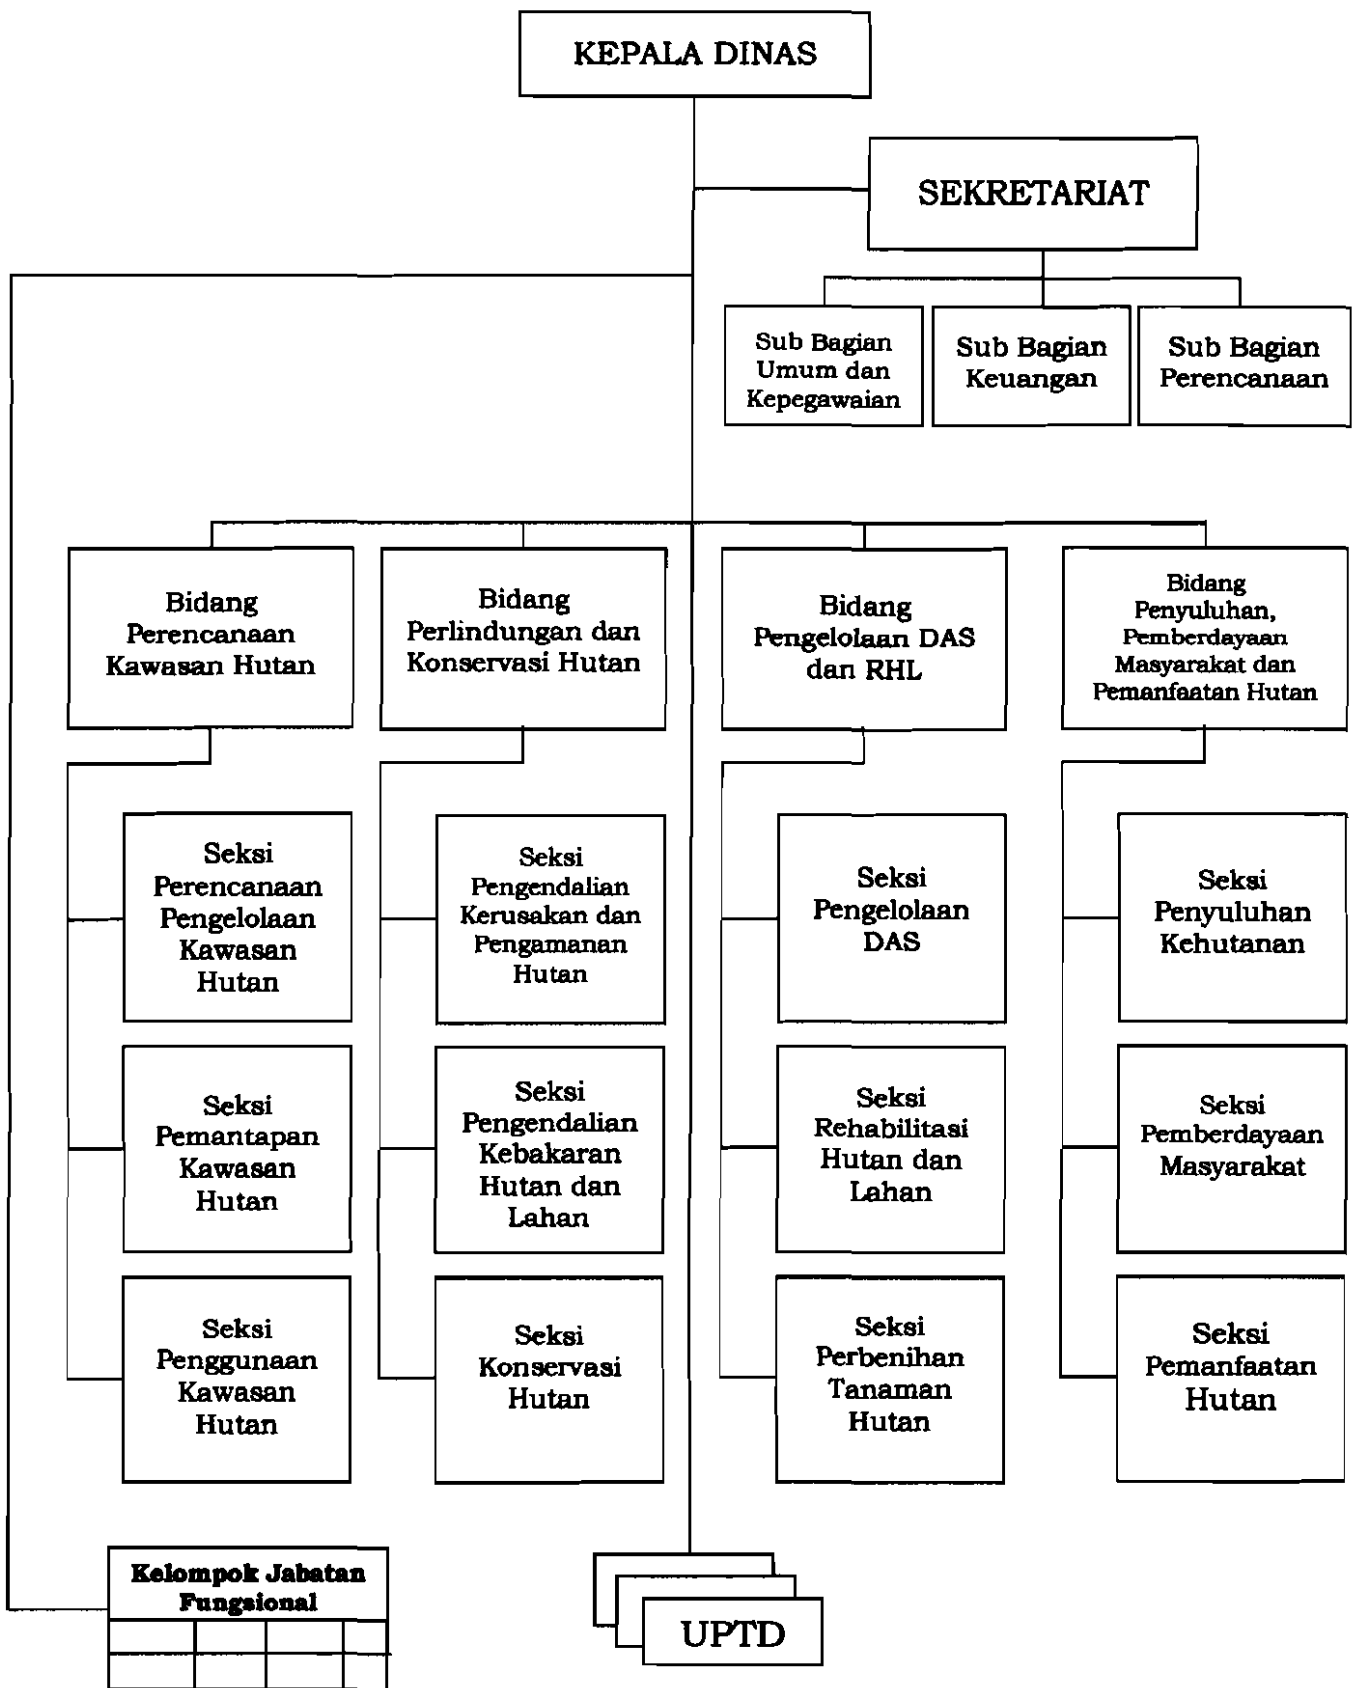 KEPALA DINAS
SEKRETARIAT
Sub Bagian
Umum dan
Kepegawaian
Sub Bagian
Keuangan
Sub Bagian
Perencanaan
Bidang
Perencanaan
Kawasan Hutan
Bidang
Perlindungan dan
Konservasi Hutan
Bidang
Pengelolaan DAS
dan RHL
Bidang
Penyuluhan,
Pemberdayaan
Masyarakat dan
Pemanfaatan Hutan
Seksi
Perencanaan
Pengelolaan
Kawasan
Hutan
Seksi
Pengendalian
Kerusakan dan
Pengamanan
Hutan
Seksi
Pengelolaan
DAS
Seksi
Penyuluhan
Kehutanan
Seksi
Pemantapan
Kawasan
Hutan
Seksi
Pengendalian
Kebakaran
Hutan dan
Lahan
Seksi
Rehabilitasi
Hutan dan
Lahan
Seksi
Pemberdayaan
Masyarakat
Seksi
Penggunaan
Kawasan
Hutan
Seksi
Konservasi
Hutan
Seksi
Perbenihan
Tanaman
Hutan
Seksi
Pemanfaatan
Hutan
Kelompok Jabatan
Fungsional
UPTD